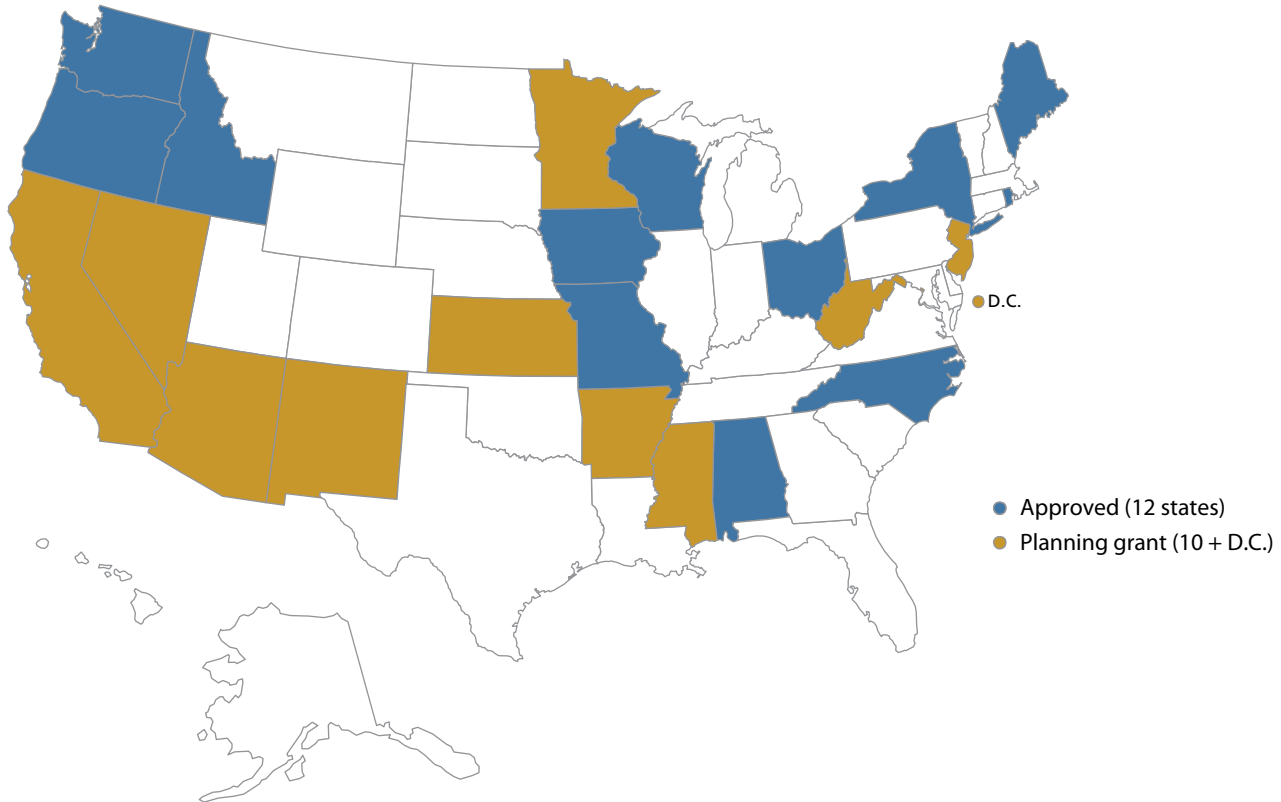 D.C.
Approved (12 states)
Planning grant (10 + D.C.)